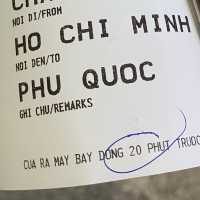 NOI DI/FROM
HO CHI MINH
NOI DEN/TO
PHU QUOC
GHI CHU/REMARKS
CUA RA MAY BAY DONG 20 PHUT TRUOC